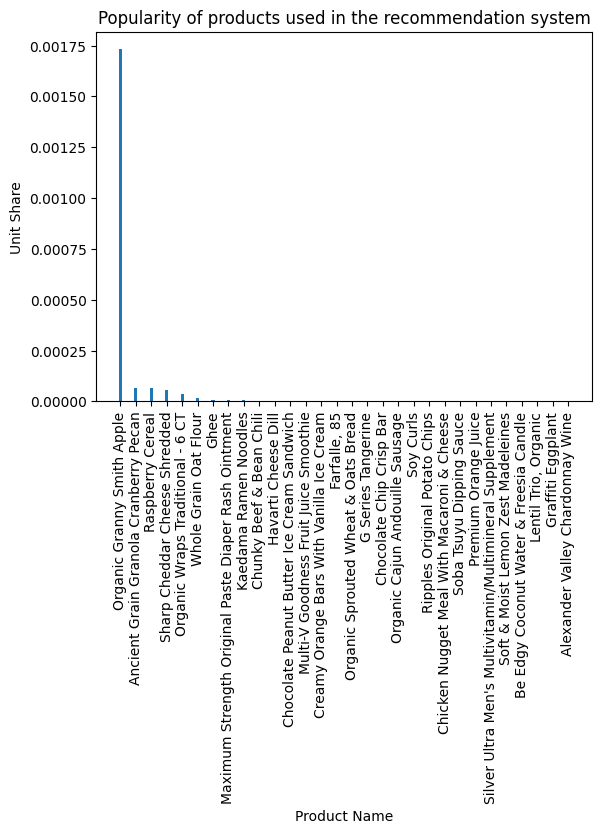 Popularity of products used in the recommendation system
0.00175
0.00150
0.00125
0.00100
0.00075
0.00050
0.00025
0.00000
Unit Share
Organic Granny Smith Apple
Ancient Grain Granola Cranberry Pecan
Raspberry Cereal
Sharp Cheddar Cheese Shredded
Organic Wraps Traditional - 6 CT
Whole Grain Oat Flour
Ghee
Maximum Strength Original Paste Diaper Rash Ointment
Kaedama Ramen Noodles
Chunky Beef & Bean Chili
Havarti Cheese Dill
Chocolate Peanut Butter Ice Cream Sandwich
Multi-V Goodness Fruit Juice Smoothie
Creamy Orange Bars With Vanilla Ice Cream
Farfalle, 85
Organic Sprouted Wheat & Oats Bread
G Series Tangerine
Chocolate Chip Crisp Bar
Organic Cajun Andouille Sausage
Soy Curls
Ripples Original Potato Chips
Chicken Nugget Meal With Macaroni & Cheese
Soba Tsuyu Dipping Sauce
Premium Orange Juice
Silver Ultra Men's Multivitamin/Multimineral Supplement
Soft & Moist Lemon Zest Madeleines
Be Edgy Coconut Water & Freesia Candle
Lentil Trio, Organic
Graffiti Eggplant
Alexander Valley Chardonnay Wine
Product Name